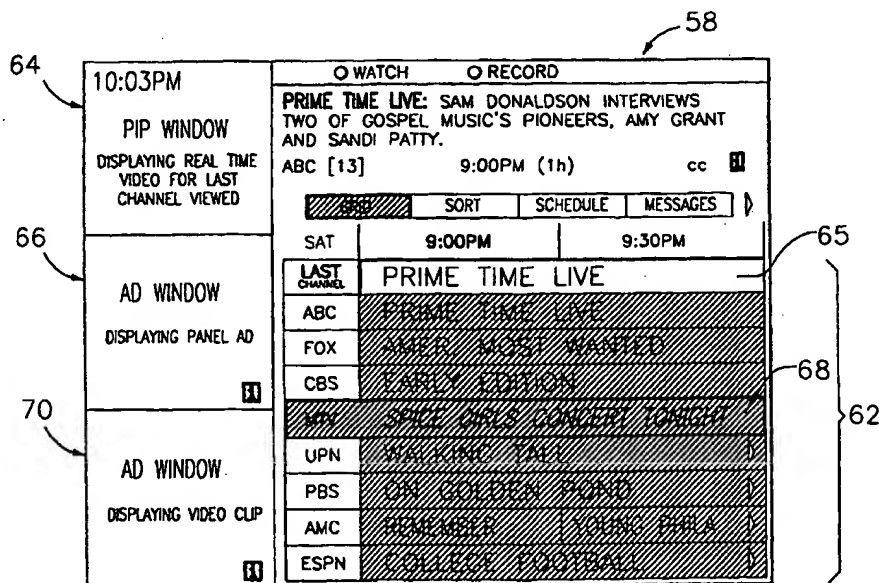 58
64
10:03PM
PIP WINDOW
DISPLAYING REAL TIME
VIDEO FOR LAST
CHANNEL VIEWED
WATCH RECORD
PRIME TIME LIVE: SAM DONALDSON INTERVIEWS
TWO OF GOSPEL MUSIC'S PIONEERS, AMY GRANT
AND SANDI PATTY.
ABC [13] 9:00PM (1h) cc
GRID SORT SCHEDULE MESSAGES
66
AD WINDOW
DISPLAYING PANEL AD
SAT 9:00PM 9:30PM
65
LAST CHANNEL PRIME TIME LIVE
ABC PRIME TIME LIVE
FOX AMER. MOST WANTED
CBS EARLY EDITION
68
MTV SPICE GIRLS CONCERT TONIGHT
62
70
AD WINDOW
DISPLAYING VIDEO CLIP
UPN WALKING TALL
PBS ON GOLDEN POND
AMC REMEMBER YOUNG PHILA
ESPN COLLEGE FOOTBALL